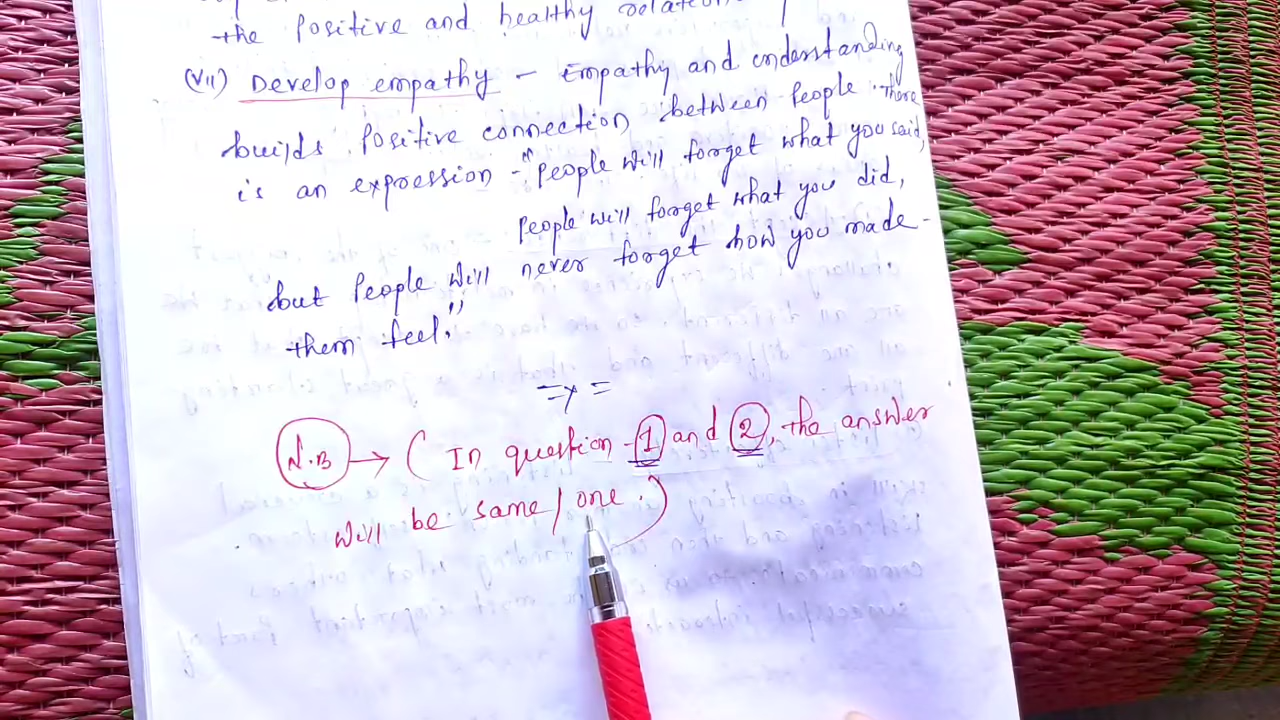 the positive and healthy
(VII) Develop empathy - Empathy and understanding
builds positive connection between people. There
is an expression - "People will forget what you said,
People will forget what you did,
but people will never forget how you made -
them feel."
=x=
N.B → ( In question - 1 and 2, the answer
will be same / one. )